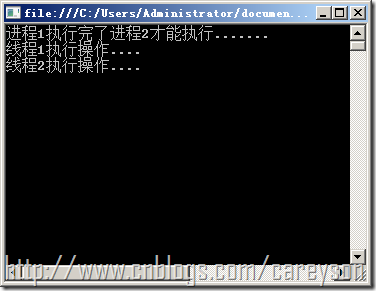 file:///C:/Users/Administrator/documen...
进程1执行完了进程2才能执行.......
线程1执行操作....
线程2执行操作....
http://www.cnblogs.com/careyson